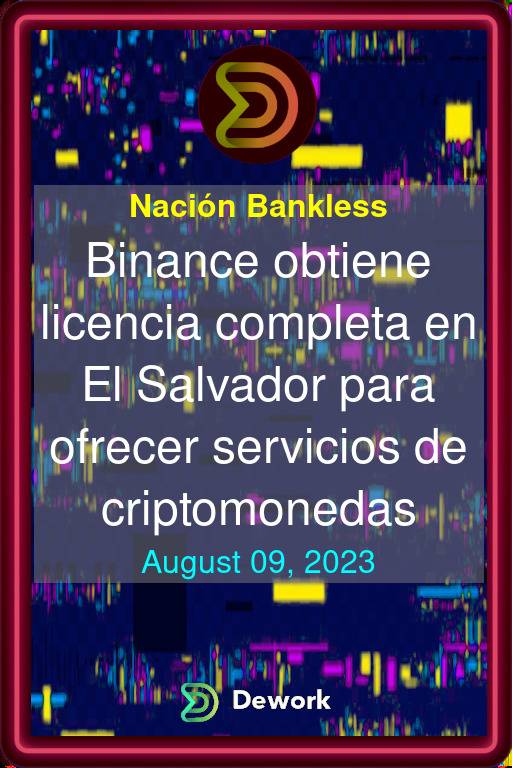 Nación Bankless
Binance obtiene
licencia completa en
El Salvador para
ofrecer servicios de
criptomonedas
August 09, 2023
Dework